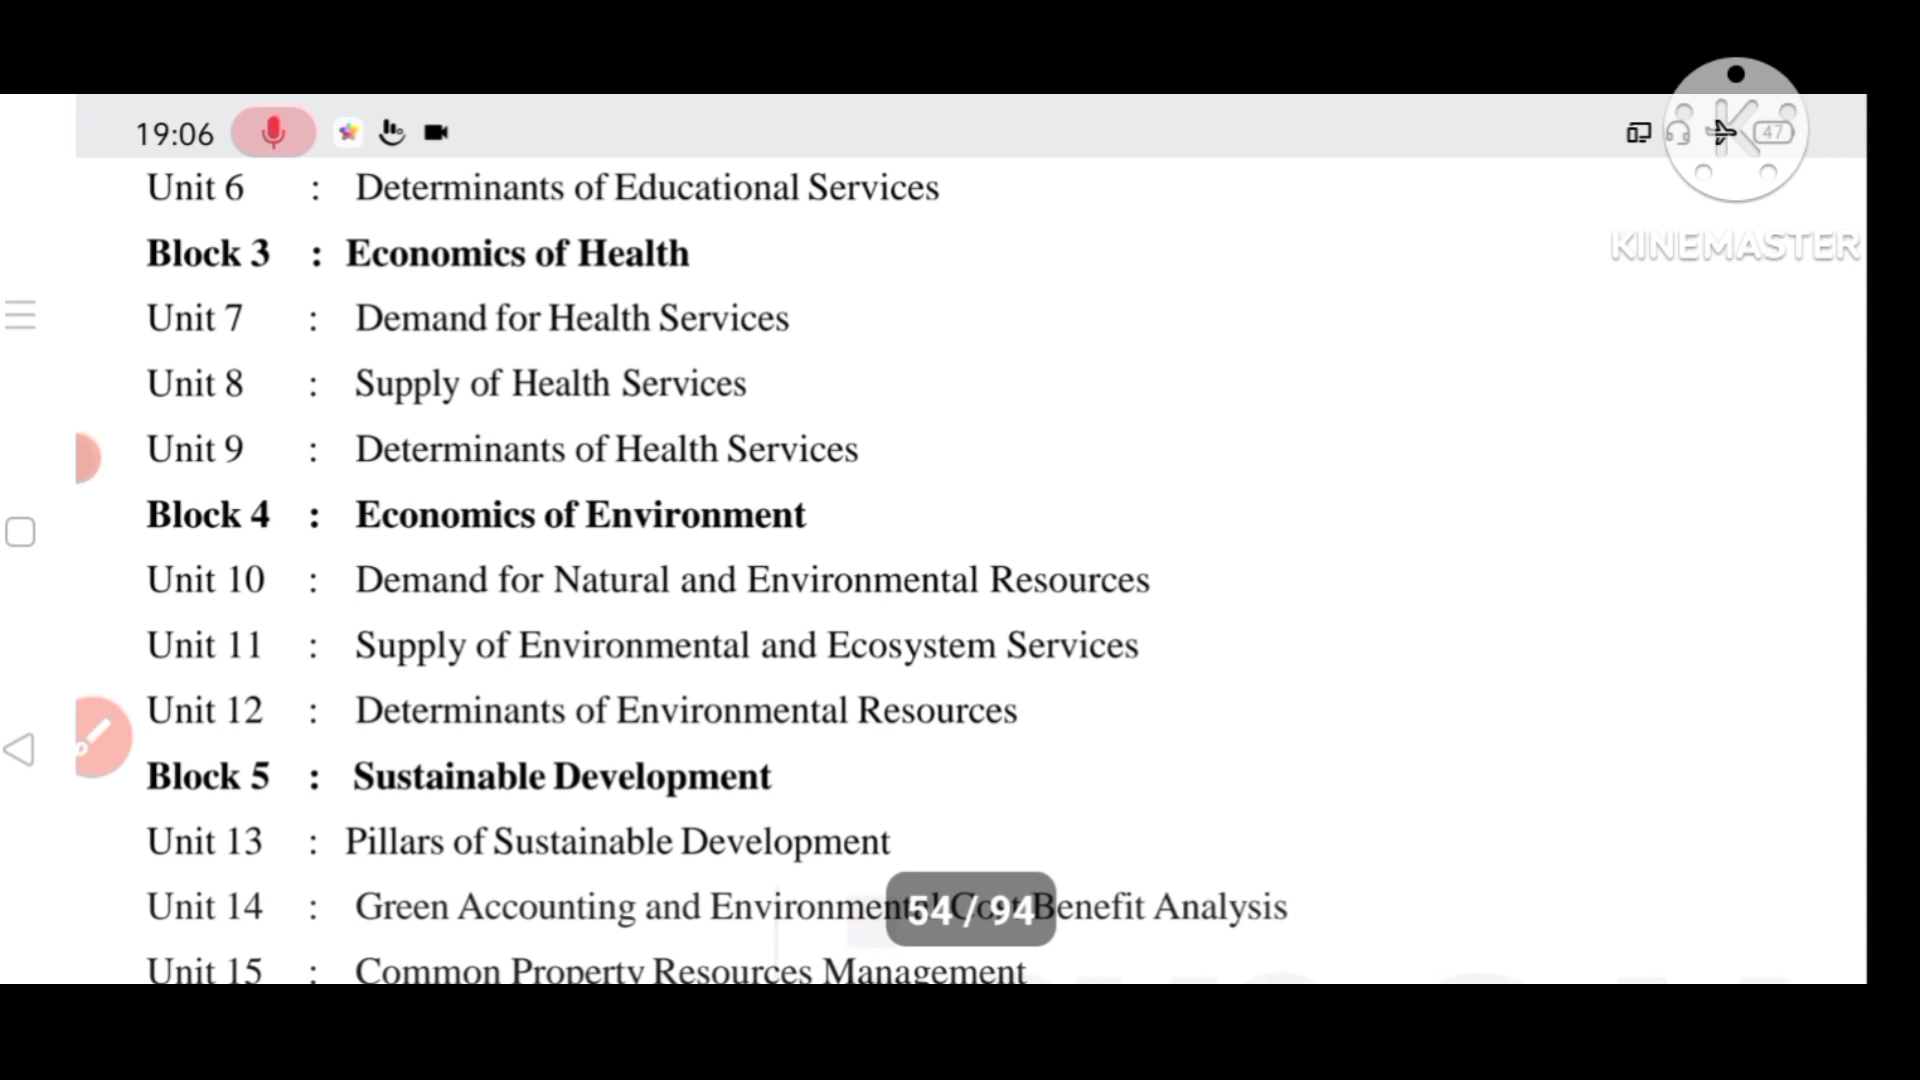 19:06
47
KINEMASTER
Unit 6 : Determinants of Educational Services
Block 3 : Economics of Health
Unit 7 : Demand for Health Services
Unit 8 : Supply of Health Services
Unit 9 : Determinants of Health Services
Block 4 : Economics of Environment
Unit 10 : Demand for Natural and Environmental Resources
Unit 11 : Supply of Environmental and Ecosystem Services
Unit 12 : Determinants of Environmental Resources
Block 5 : Sustainable Development
Unit 13 : Pillars of Sustainable Development
Unit 14 : Green Accounting and Environmental Cost Benefit Analysis
54 / 94
Unit 15 : Common Property Resources Management